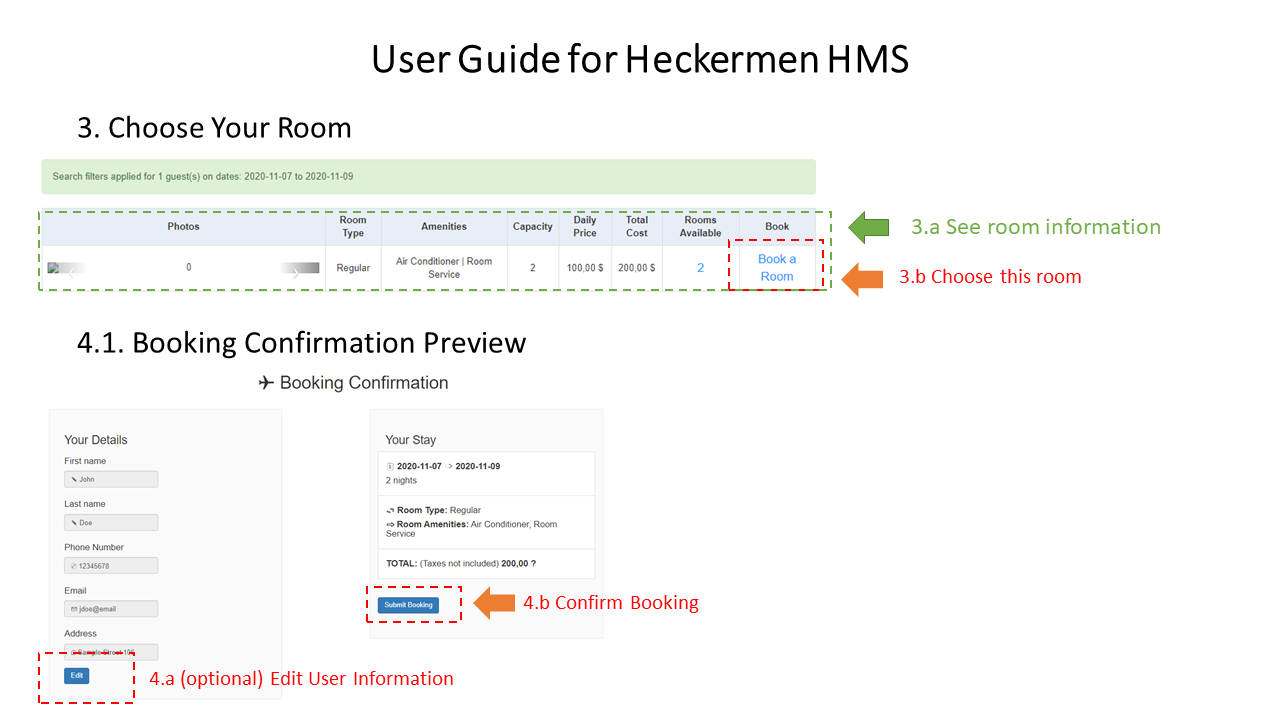 User Guide for Heckermen HMS
3. Choose Your Room
Search filters applied for 1 guest(s) on dates: 2020-11-07 to 2020-11-09
Photos
Room
Type
Amenities
Capacity
Daily
Price
Total
Cost
Rooms
Available
Book
0
Regular
Air Conditioner | Room
Service
2
100,00 $
200,00 $
2
Book a
Room
3.a See room information
3.b Choose this room
4.1. Booking Confirmation Preview
Booking Confirmation
Your Details
First name
John
Last name
Doe
Phone Number
12345678
Email
jdoe@email
Address
Sample Street 105
Edit
4.a (optional) Edit User Information
Your Stay
2020-11-07 -> 2020-11-09
2 nights
Room Type: Regular
Room Amenities: Air Conditioner, Room
Service
TOTAL: (Taxes not included) 200,00 ?
Submit Booking
4.b Confirm Booking